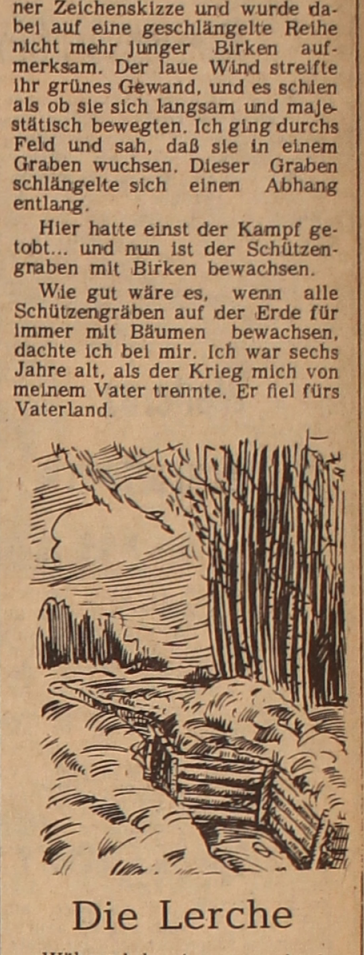 ner Zeichenskizze und wurde da-
bei auf eine geschlängelte Reihe
nicht mehr junger Birken auf-
merksam. Der laue Wind streifte
ihr grünes Gewand, und es schien
als ob sie sich langsam und maje-
stätisch bewegten. Ich ging durchs
Feld und sah, daß sie in einem
Graben wuchsen. Dieser Graben
schlängelte sich einen Abhang
entlang.
Hier hatte einst der Kampf ge-
tobt... und nun ist der Schützen-
graben mit Birken bewachsen.
Wie gut wäre es, wenn alle
Schützengräben auf der Erde für
immer mit Bäumen bewachsen,
dachte ich bei mir. Ich war sechs
Jahre alt, als der Krieg mich von
meinem Vater trennte. Er fiel fürs
Vaterland.
Die Lerche